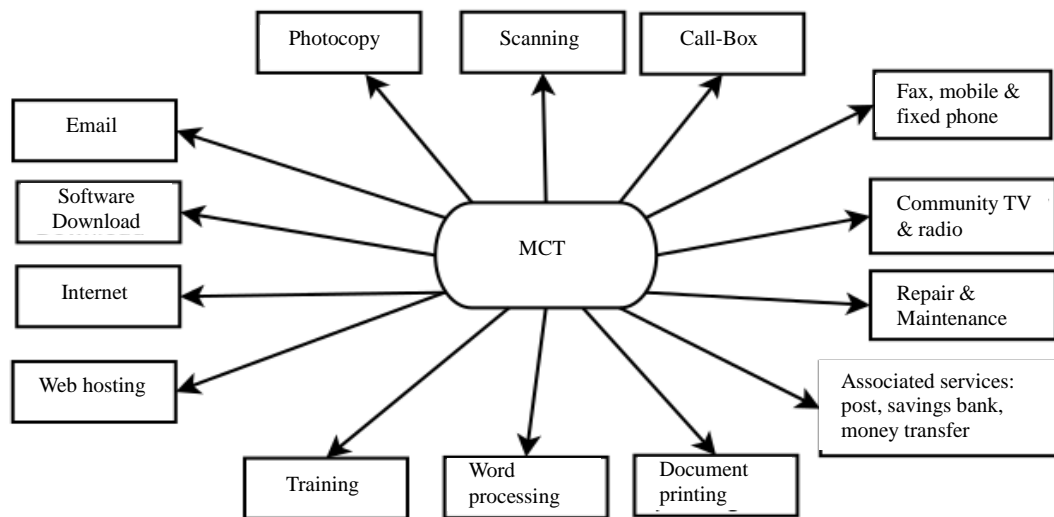 Photocopy
Scanning
Call-Box
Fax, mobile &
fixed phone
Email
Software
Download
Community TV
& radio
MCT
Internet
Repair &
Maintenance
Web hosting
Associated services:
post, savings bank,
money transfer
Training
Word
processing
Document
printing